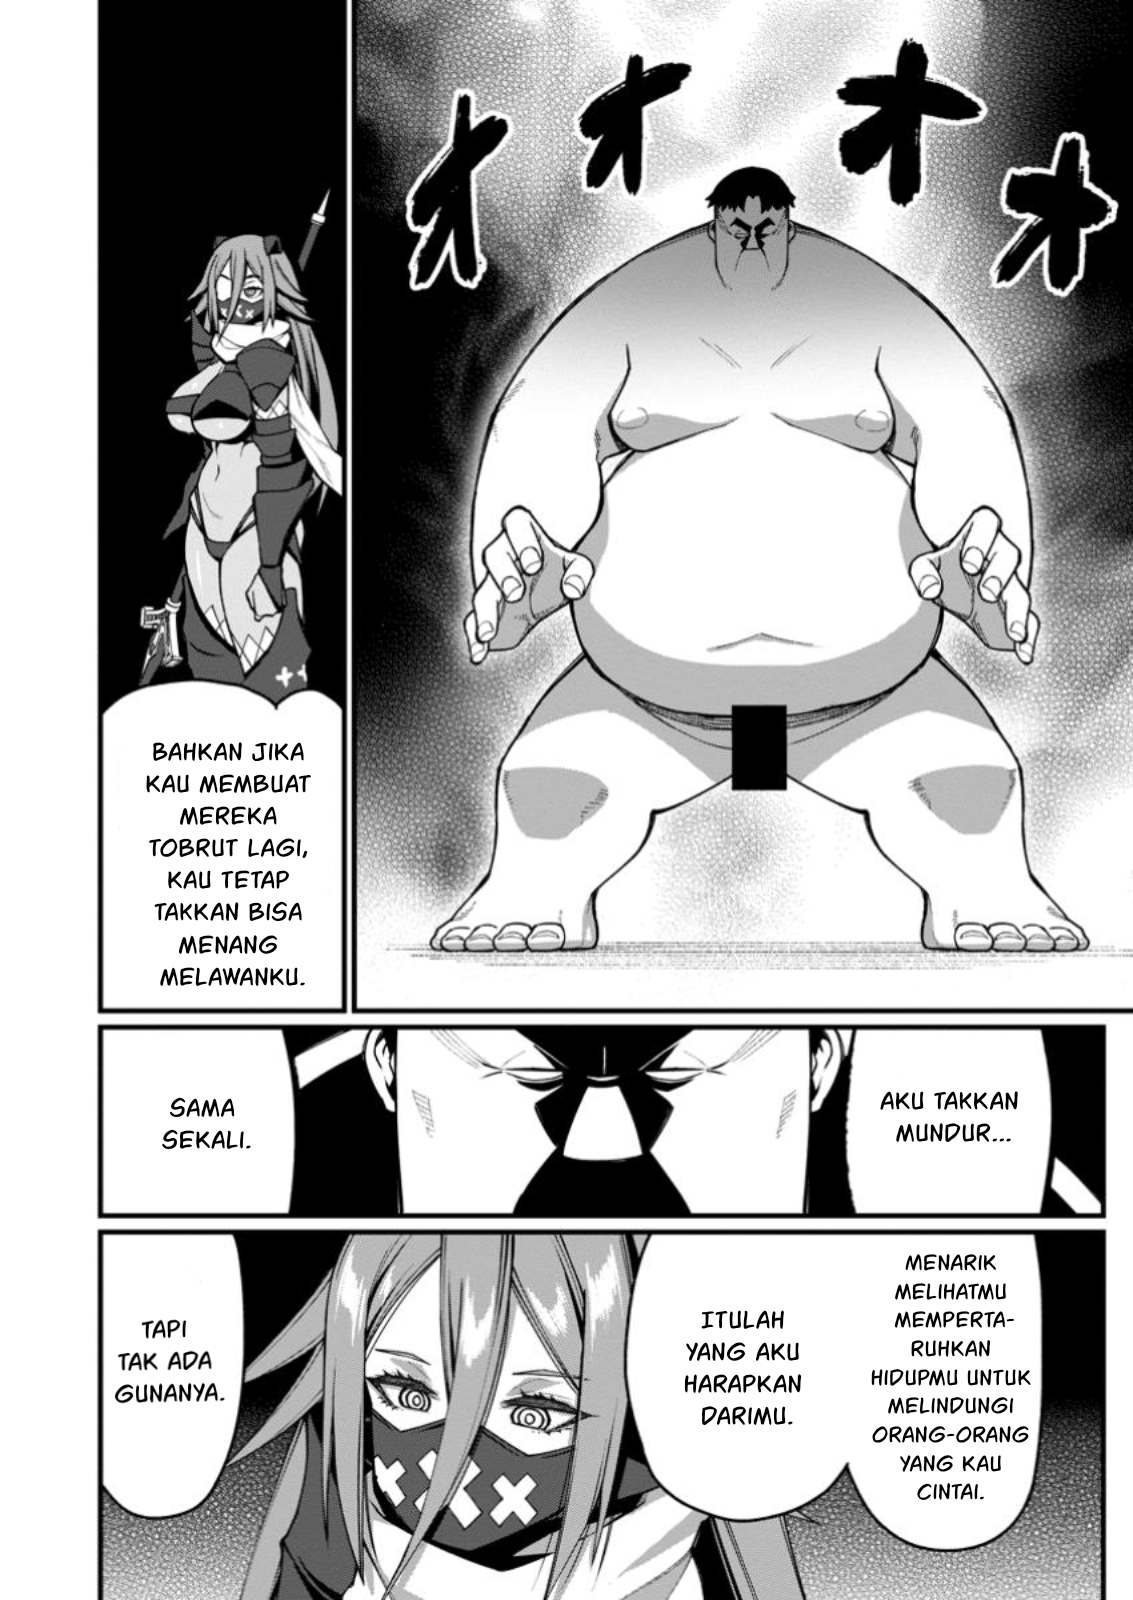 オオオオ
BAHKAN JIKA
KAU MEMBUAT
MEREKA
TOBRUT LAGI,
KAU TETAP
TAKKAN BISA
MENANG
MELAWANKU.
AKU TAKKAN
MUNDUR...
SAMA
SEKALI.
MENARIK
MELIHATMU
MEMPERTA-
RUHKAN
HIDUPMU UNTUK
MELINDUNGI
ORANG-ORANG
YANG KAU
CINTAI.
ITULAH
YANG AKU
HARAPKAN
DARIMU.
TAPI
TAK ADA
GUNANYA.